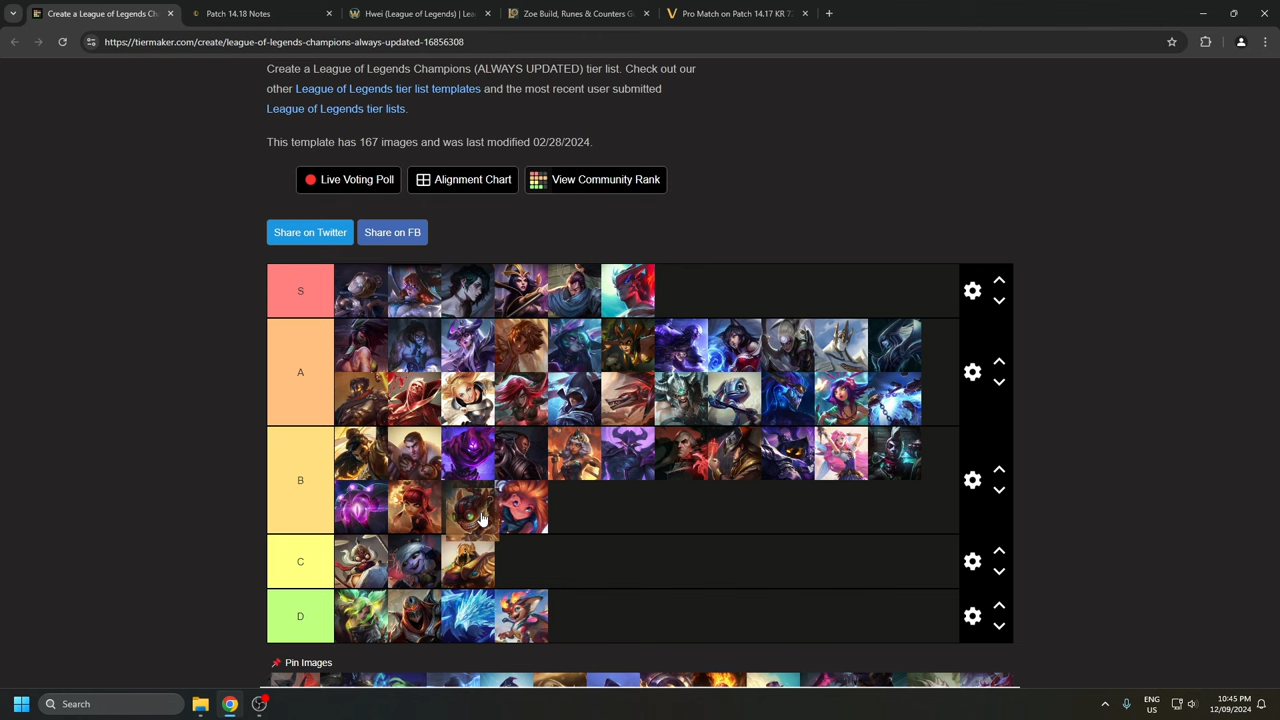 Create a League of Legends Ch
Patch 14.18 Notes
Hwei (League of Legends) | Lea
Zoe Build, Runes & Counters G
Pro Match on Patch 14.17 KR 7
https://tiermaker.com/create/league-of-legends-champions-always-updated-16856308
Create a League of Legends Champions (ALWAYS UPDATED) tier list. Check out our
other League of Legends tier list templates and the most recent user submitted
League of Legends tier lists.
This template has 167 images and was last modified 02/28/2024.
Live Voting Poll
Alignment Chart
View Community Rank
Share on Twitter
Share on FB
S
A
B
C
D
Pin Images
Search
ENG
US
10:45 PM
12/09/2024